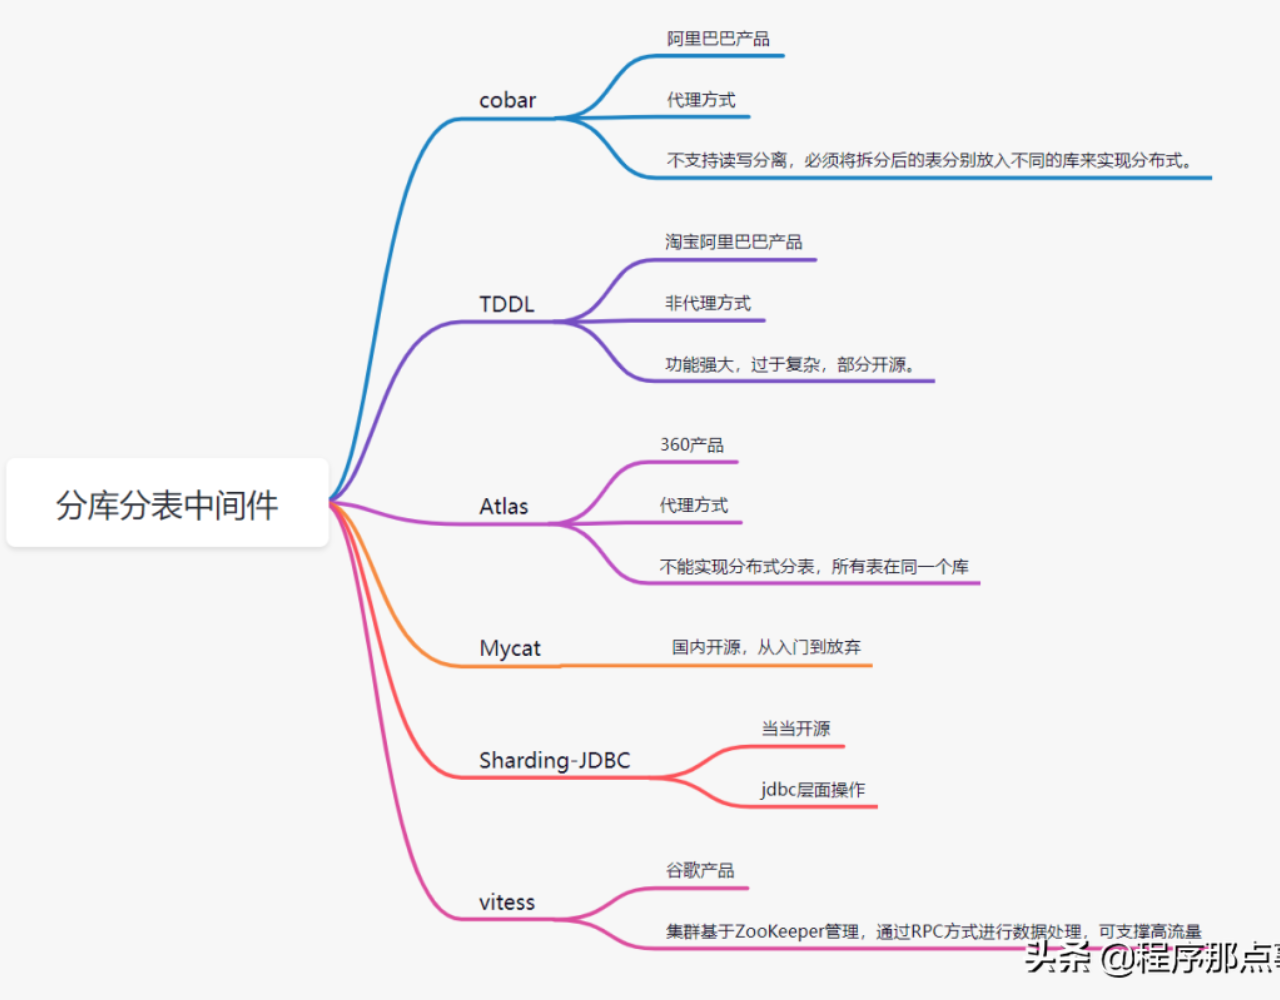 分库分表中间件
cobar
阿里巴巴产品
代理方式
不支持读写分离，必须将拆分后的表分别放入不同的库来实现分布式。
TDDL
淘宝阿里巴巴产品
非代理方式
功能强大，过于复杂，部分开源。
Atlas
360产品
代理方式
不能实现分布式分表，所有表在同一个库
Mycat
国内开源，从入门到放弃
Sharding-JDBC
当当开源
jdbc层面操作
vitess
谷歌产品
集群基于ZooKeeper管理，通过RPC方式进行数据处理，可支撑高流量
头条 @程序那点